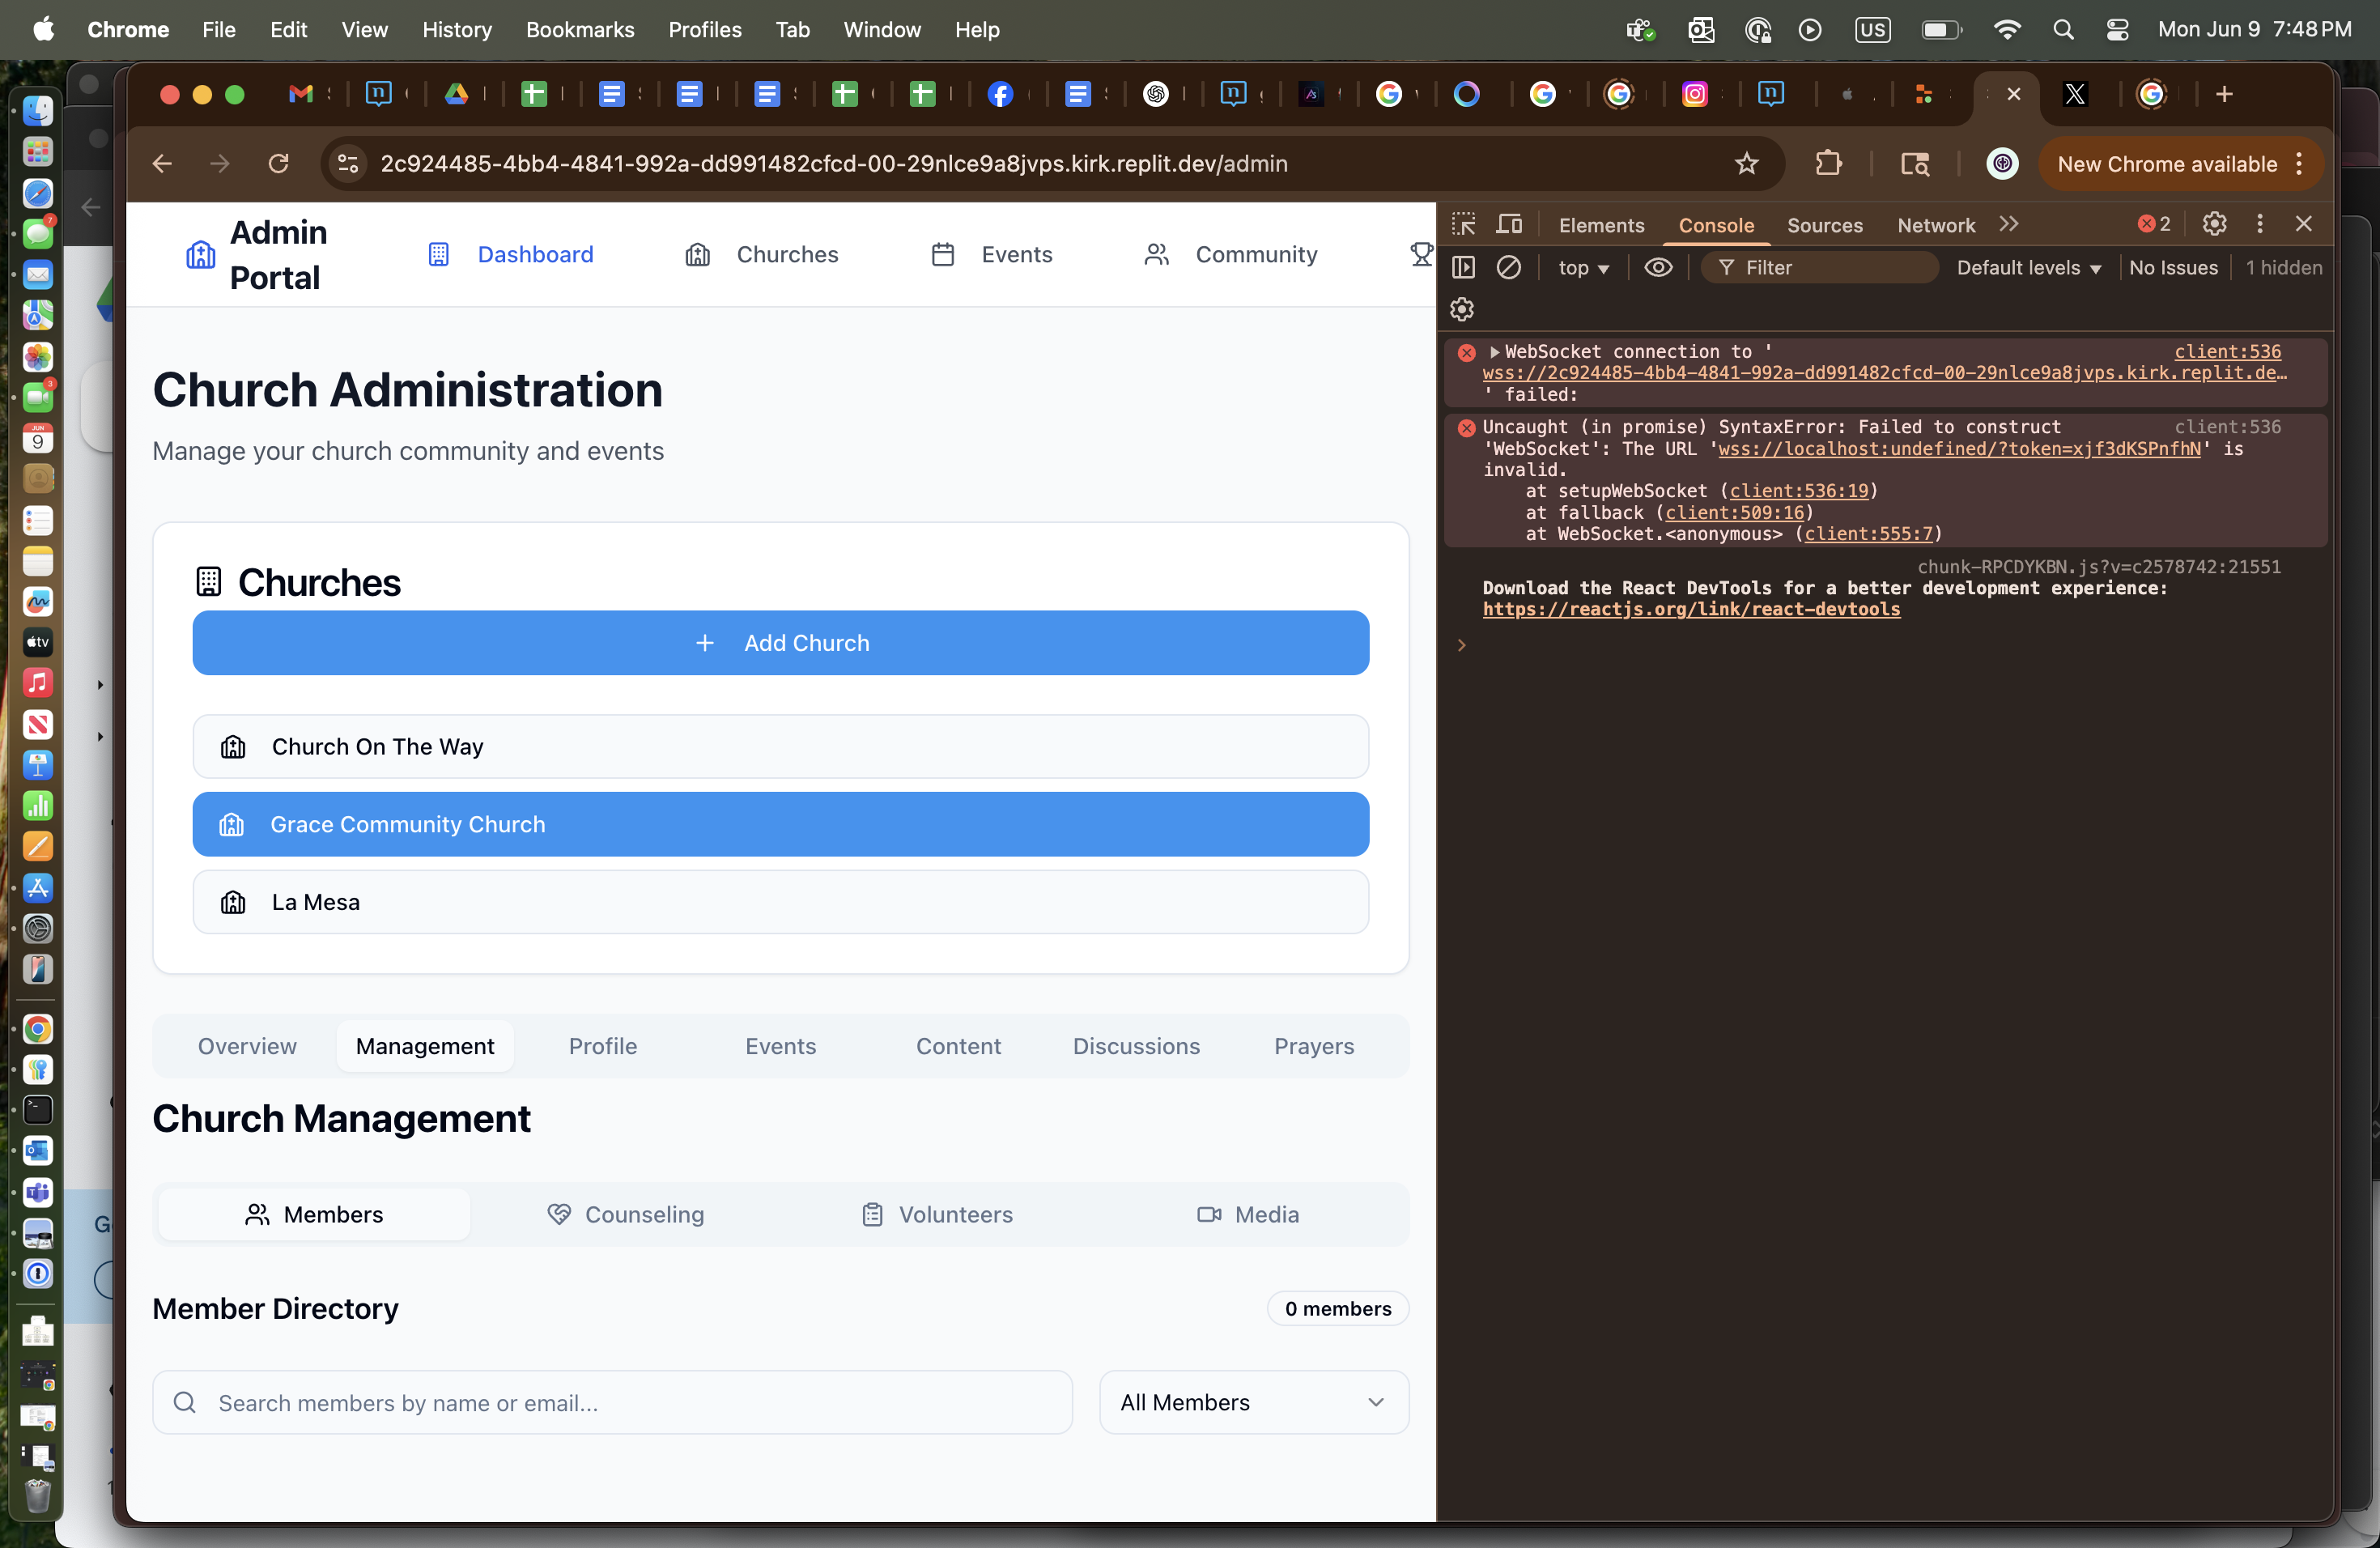 Chrome File Edit View History Bookmarks Profiles Tab Window Help US Mon Jun 9 7:48 PM
2c924485-4bb4-4841-992a-dd991482cfcd-00-29nlce9a8jvps.kirk.replit.dev/admin New Chrome available
Admin
Portal
Dashboard Churches Events Community
Church Administration
Manage your church community and events
Churches
+ Add Church
Church On The Way
Grace Community Church
La Mesa
Overview Management Profile Events Content Discussions Prayers
Church Management
Members Counseling Volunteers Media
Member Directory 0 members
Search members by name or email... All Members
Elements Console Sources Network 2
top Filter Default levels No Issues 1 hidden
WebSocket connection to ' client:536
wss://2c924485-4bb4-4841-992a-dd991482cfcd-00-29nlce9a8jvps.kirk.replit.de…
' failed:
Uncaught (in promise) SyntaxError: Failed to construct client:536
'WebSocket': The URL 'wss://localhost:undefined/?token=xjf3dKSPnfhN' is
invalid.
at setupWebSocket (client:536:19)
at fallback (client:509:16)
at WebSocket.<anonymous> (client:555:7)
chunk-RPCDYKBN.js?v=c2578742:21551
Download the React DevTools for a better development experience:
https://reactjs.org/link/react-devtools
7
3
JUN
9
tv